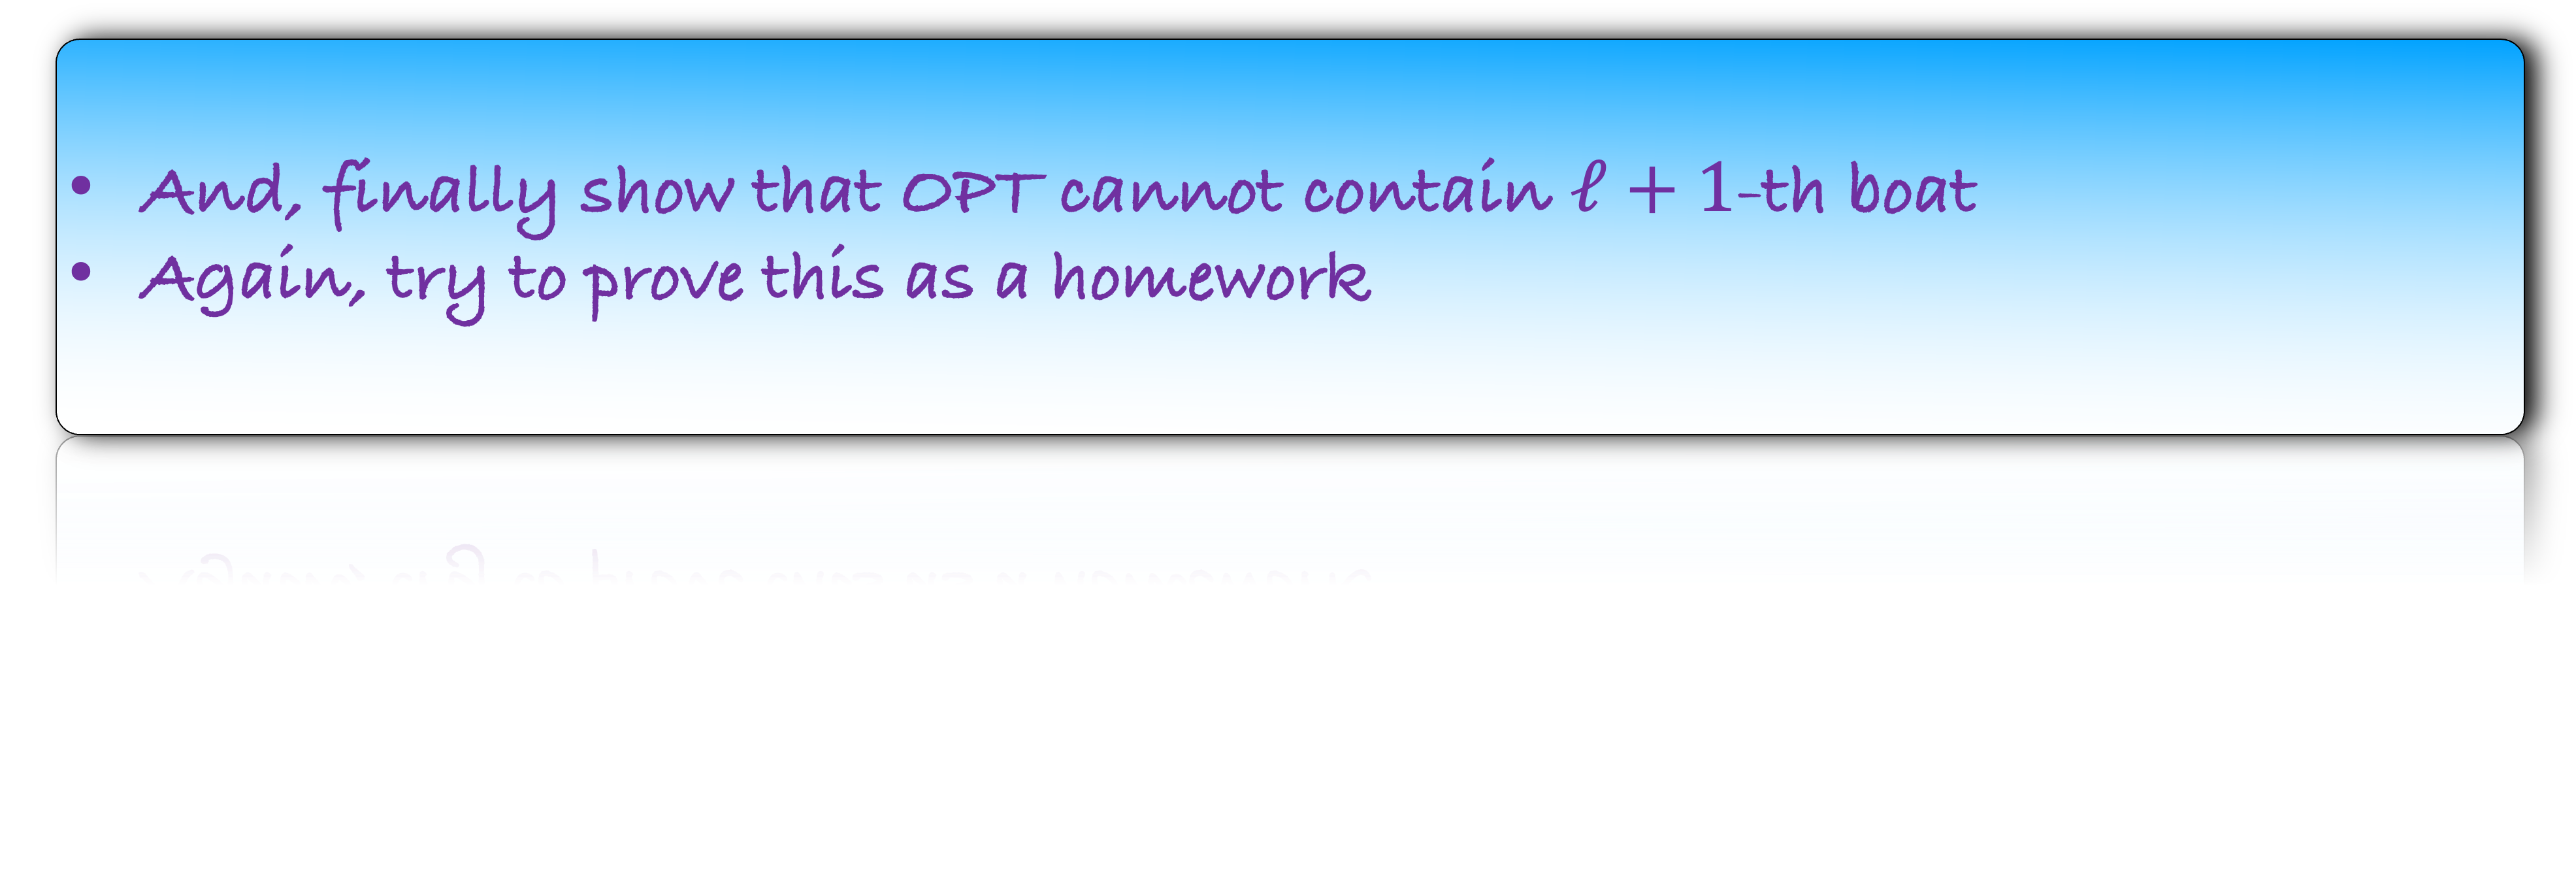 • And, finally show that OPT cannot contain ℓ + 1-th boat
• Again, try to prove this as a homework